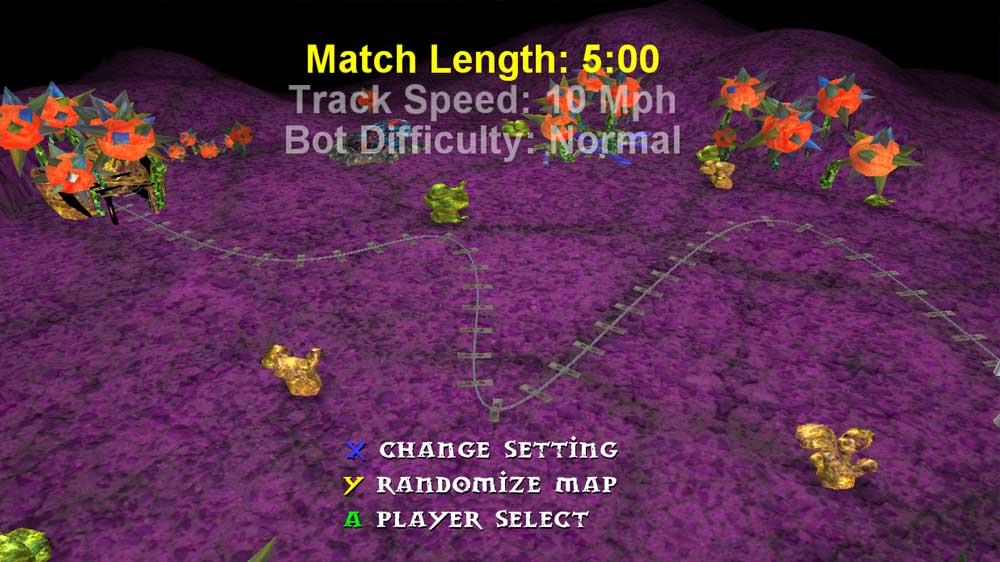 Match Length: 5:00
Track Speed: 10 Mph
Bot Difficulty: Normal
X CHANGE SETTING
Y RANDOMIZE MAP
A PLAYER SELECT